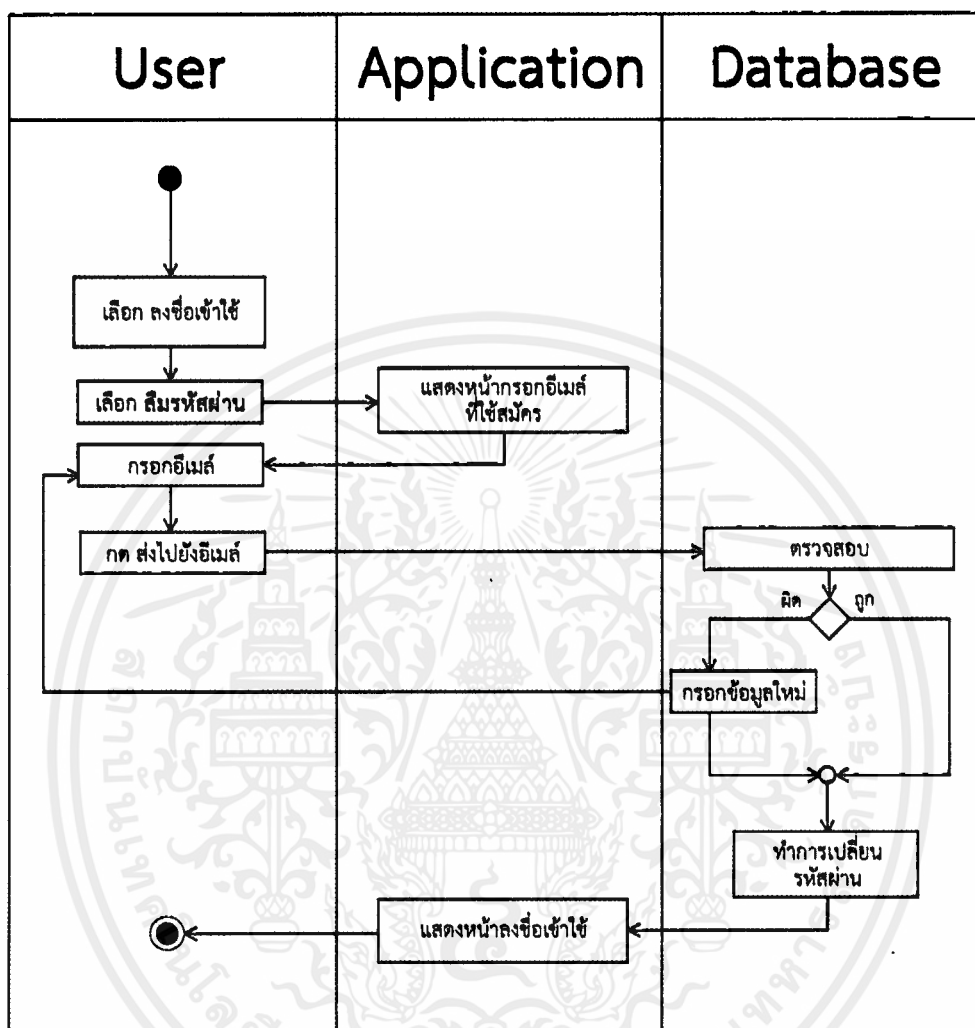 User
Application
Database
เลือก ลงชื่อเข้าใช้
เลือก ลืมรหัสผ่าน
แสดงหน้ากรอกอีเมล์
ที่ใช้สมัคร
กรอกอีเมล์
กด ส่งไปยังอีเมล์
ตรวจสอบ
ผิด
ถูก
กรอกข้อมูลใหม่
ทำการเปลี่ยน
รหัสผ่าน
แสดงหน้าลงชื่อเข้าใช้